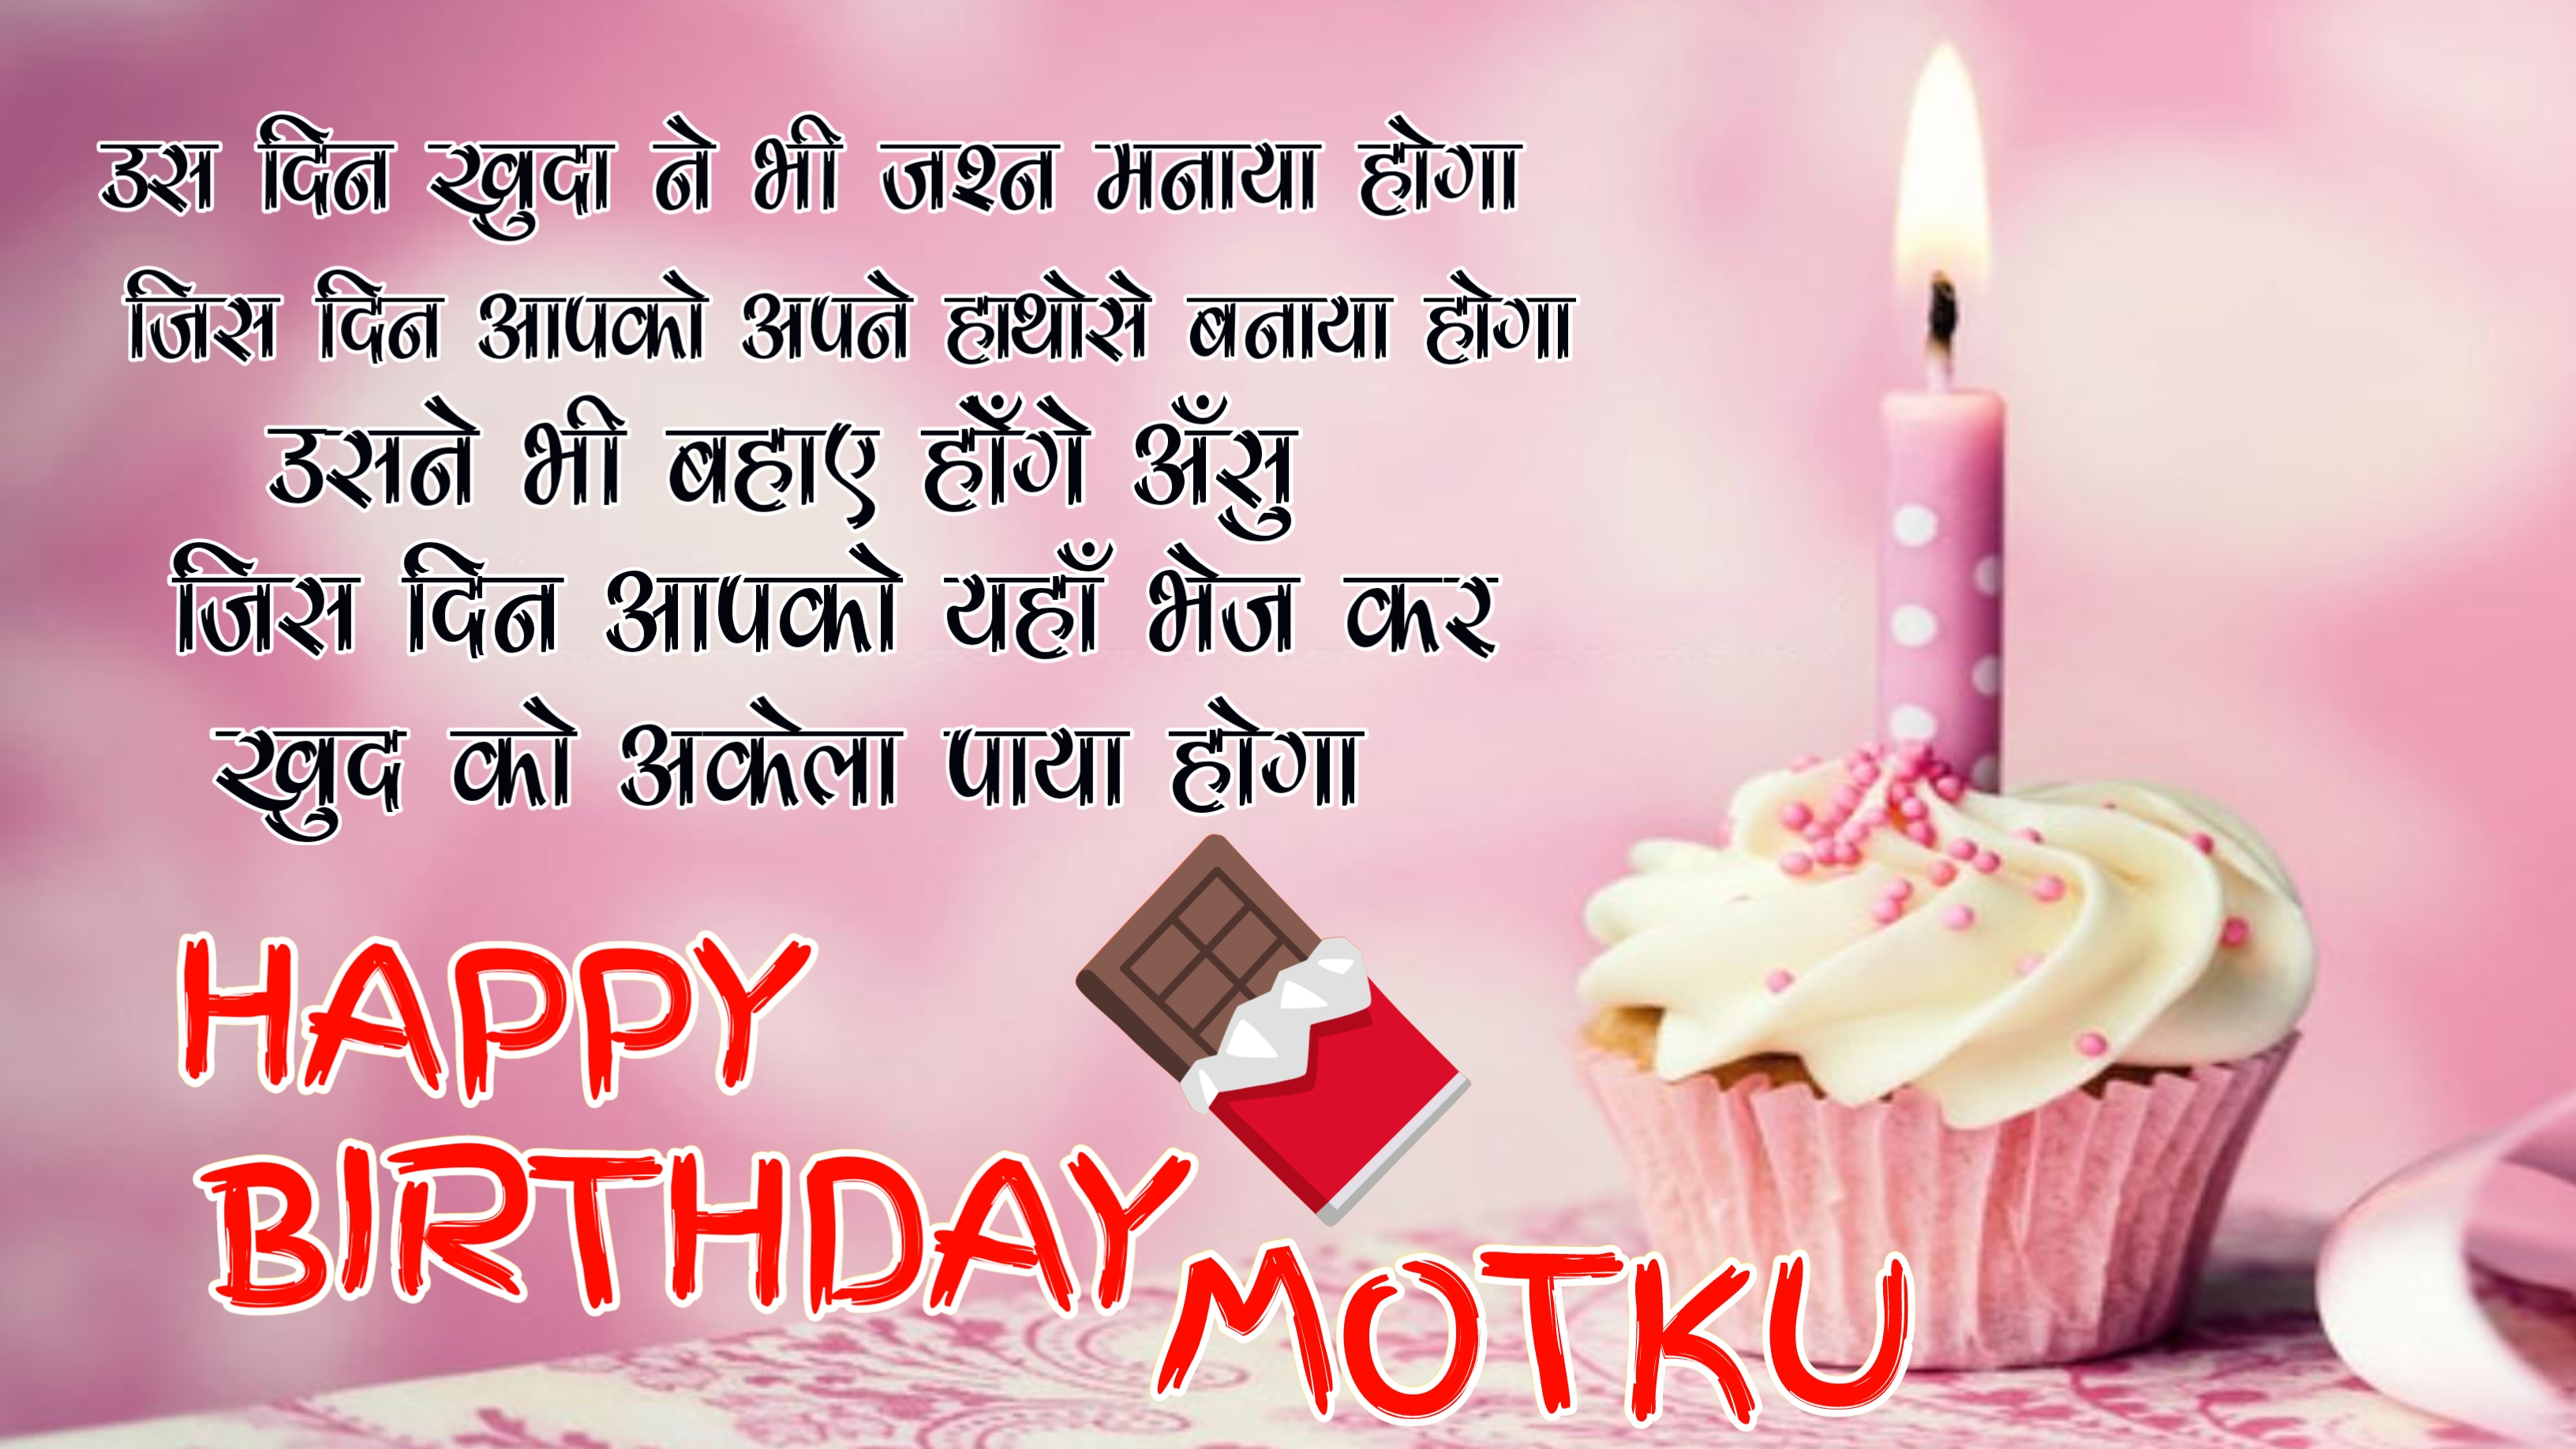 उस दिन खुदा ने भी जश्न मनाया होगा
जिस दिन आपको अपने हाथोसे बनाया होगा
उसने भी बहाए होंगे अँसु
जिस दिन आपको यहाँ भेज कर
खुद को अकेला पाया होगा
HAPPY
BIRTHDAY
MOTKU